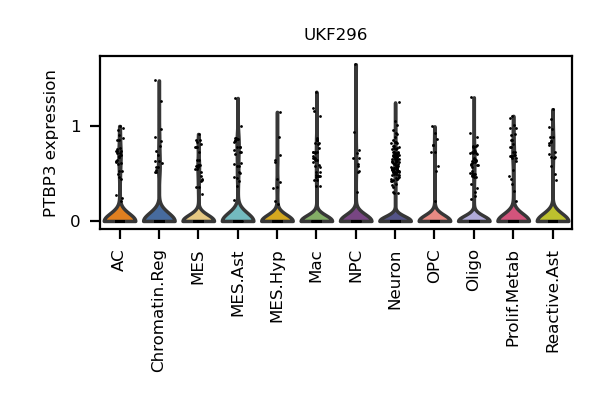 UKF296
PTBP3 expression
1
0
AC
Chromatin.Reg
MES
MES.Ast
MES.Hyp
Mac
NPC
Neuron
OPC
Oligo
Prolif.Metab
Reactive.Ast